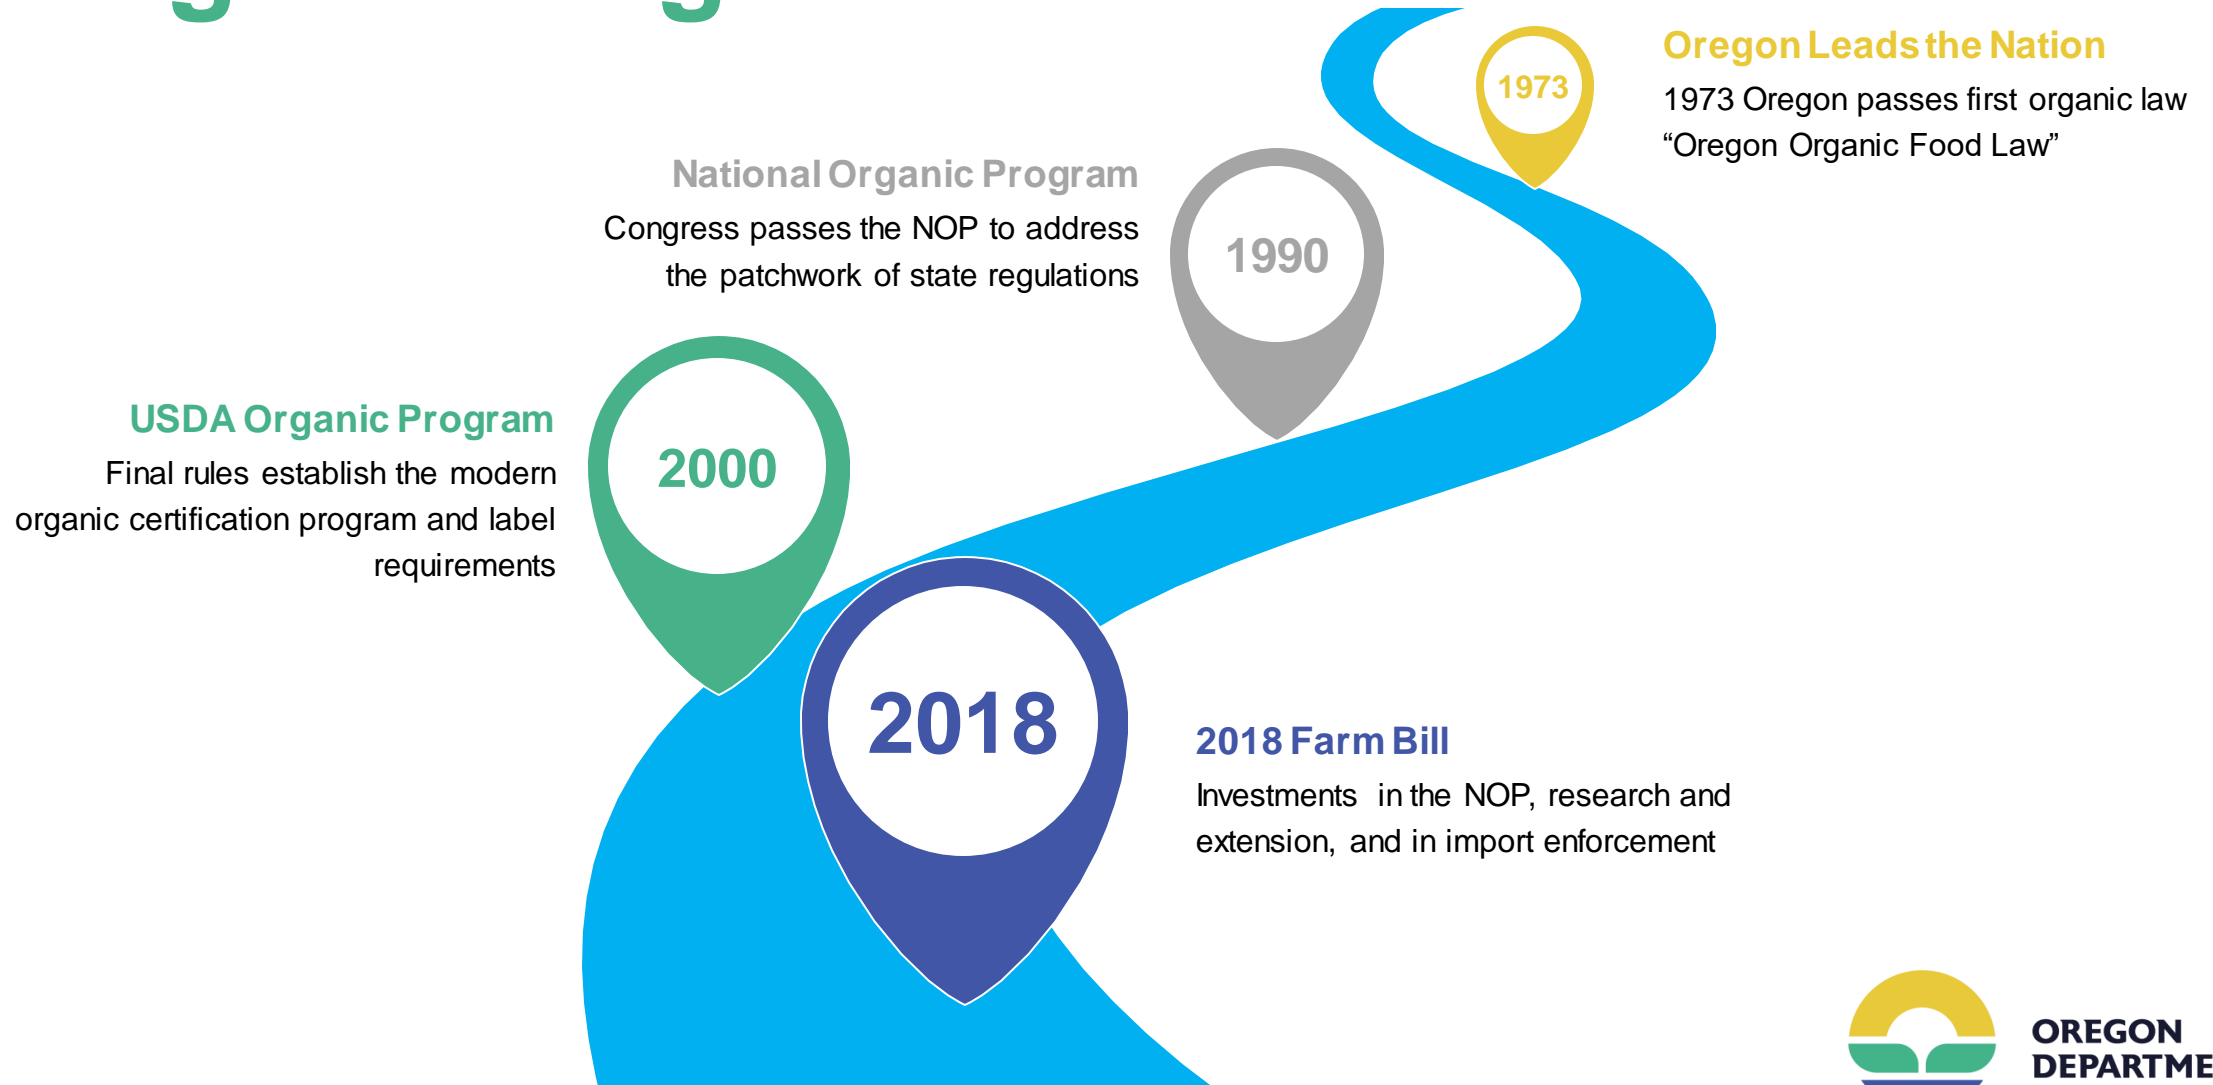 1973
Oregon Leads the Nation
1973 Oregon passes first organic law
“Oregon Organic Food Law”
National Organic Program
Congress passes the NOP to address
the patchwork of state regulations
1990
USDA Organic Program
Final rules establish the modern
organic certification program and label
requirements
2000
2018
2018 Farm Bill
Investments in the NOP, research and
extension, and in import enforcement
OREGON
DEPARTME